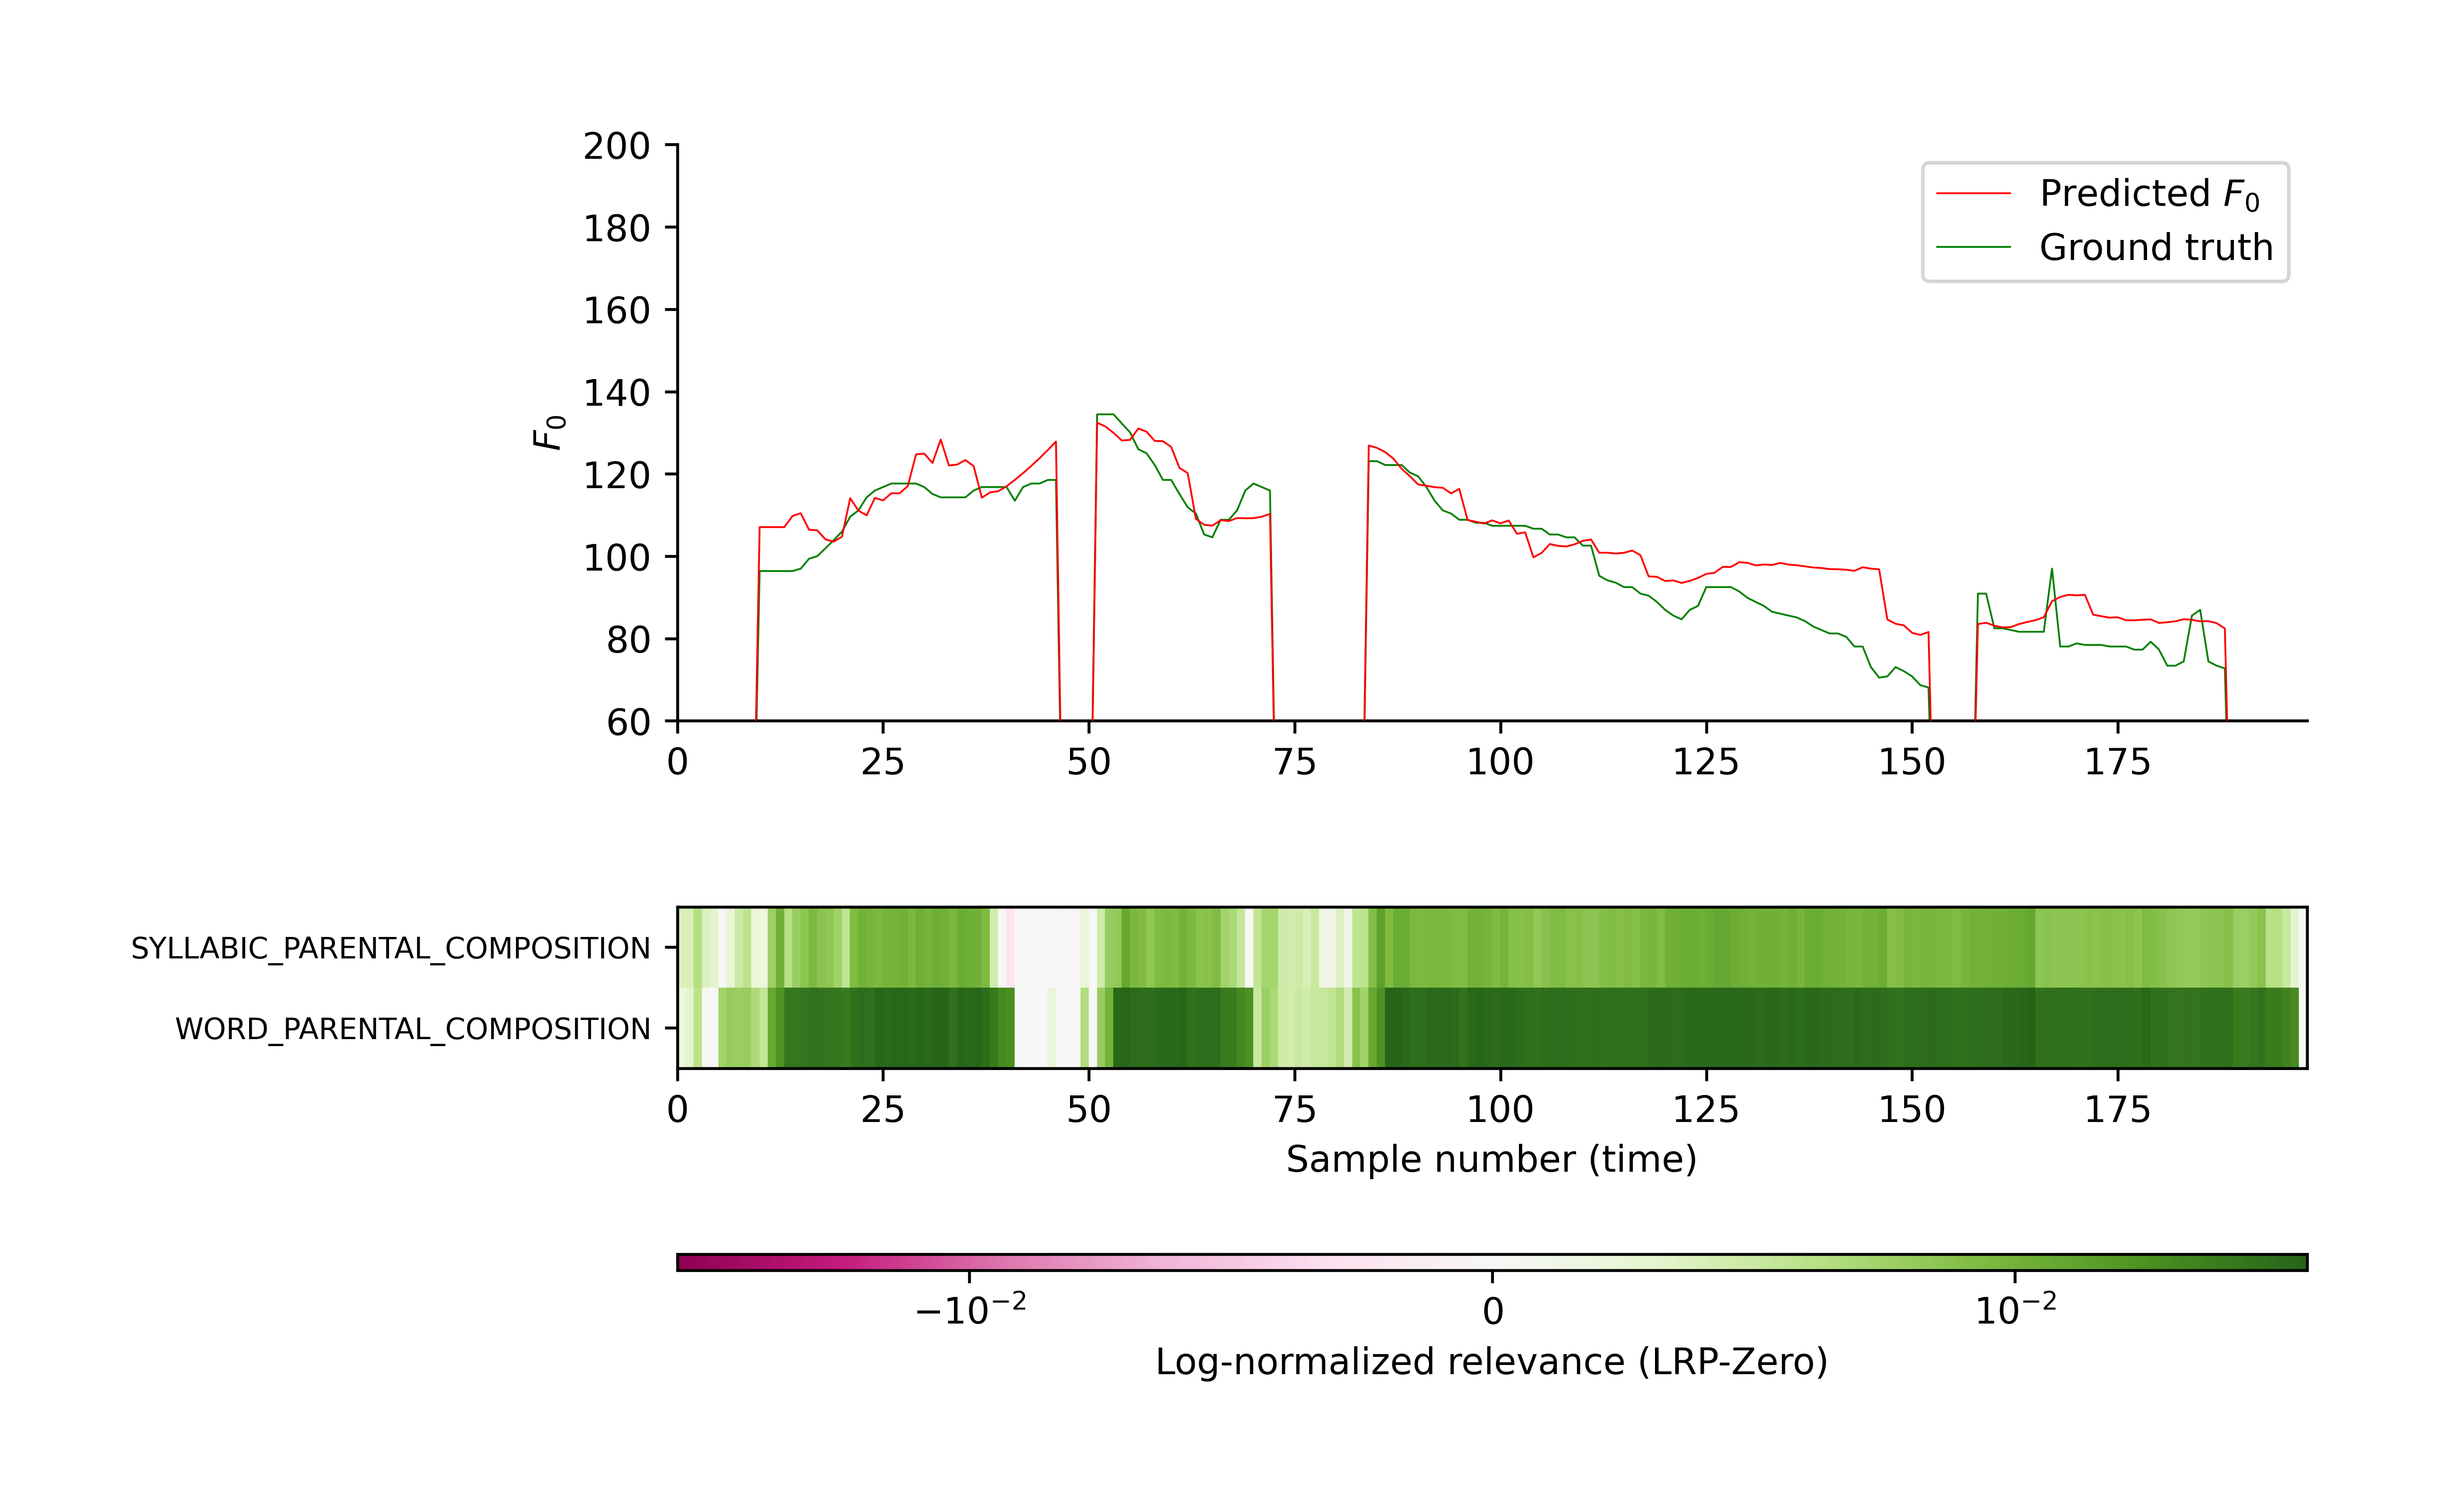 200
180
160
140
120
100
80
60
F0
Predicted F0
Ground truth
0 25 50 75 100 125 150 175
SYLLABIC_PARENTAL_COMPOSITION
WORD_PARENTAL_COMPOSITION
0 25 50 75 100 125 150 175
Sample number (time)
−10−2 0 10−2
Log-normalized relevance (LRP-Zero)